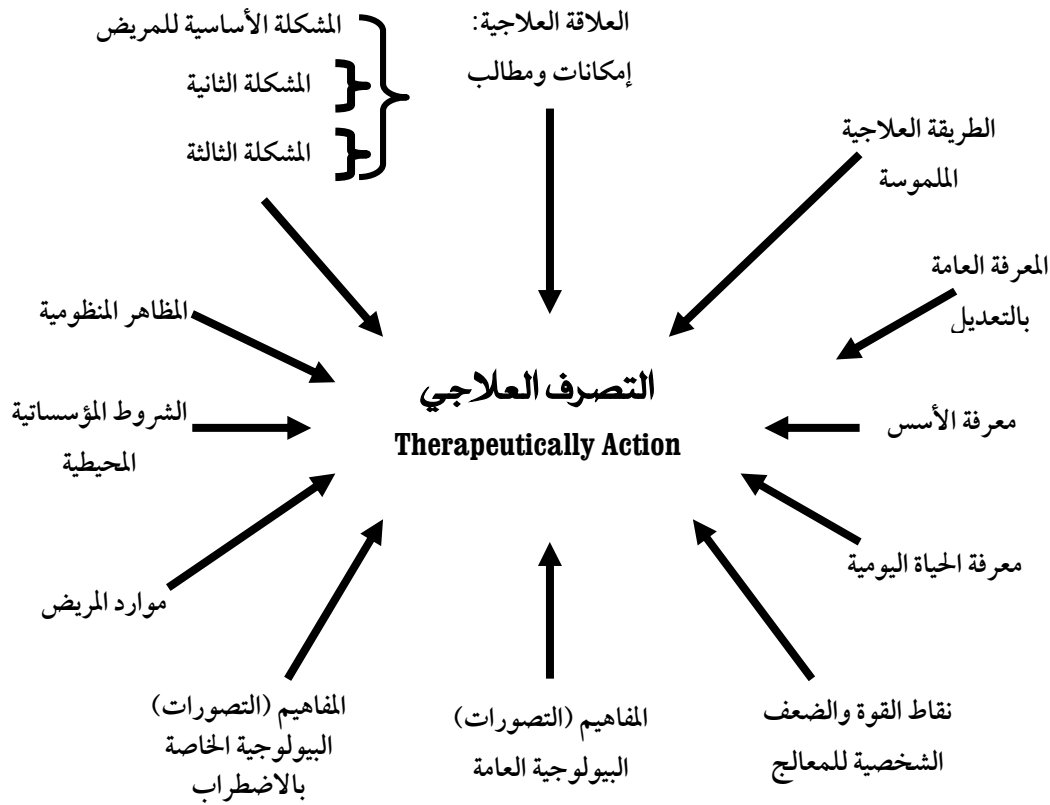 المشكلة الأساسية للمريض
المشكلة الثانية
المشكلة الثالثة
العلاقة العلاجية:
إمكانات ومطالب
الطريقة العلاجية
الملموسة
المعرفة العامة
بالتعديل
معرفة الأسس
معرفة الحياة اليومية
نقاط القوة والضعف
الشخصية للمعالج
المفاهيم (التصورات)
البيولوجية العامة
المفاهيم (التصورات)
البيولوجية الخاصة
بالاضطراب
موارد المريض
الشروط المؤسساتية
المحيطية
المظاهر المنظومية
التصرف العلاجي
Therapeutically Action